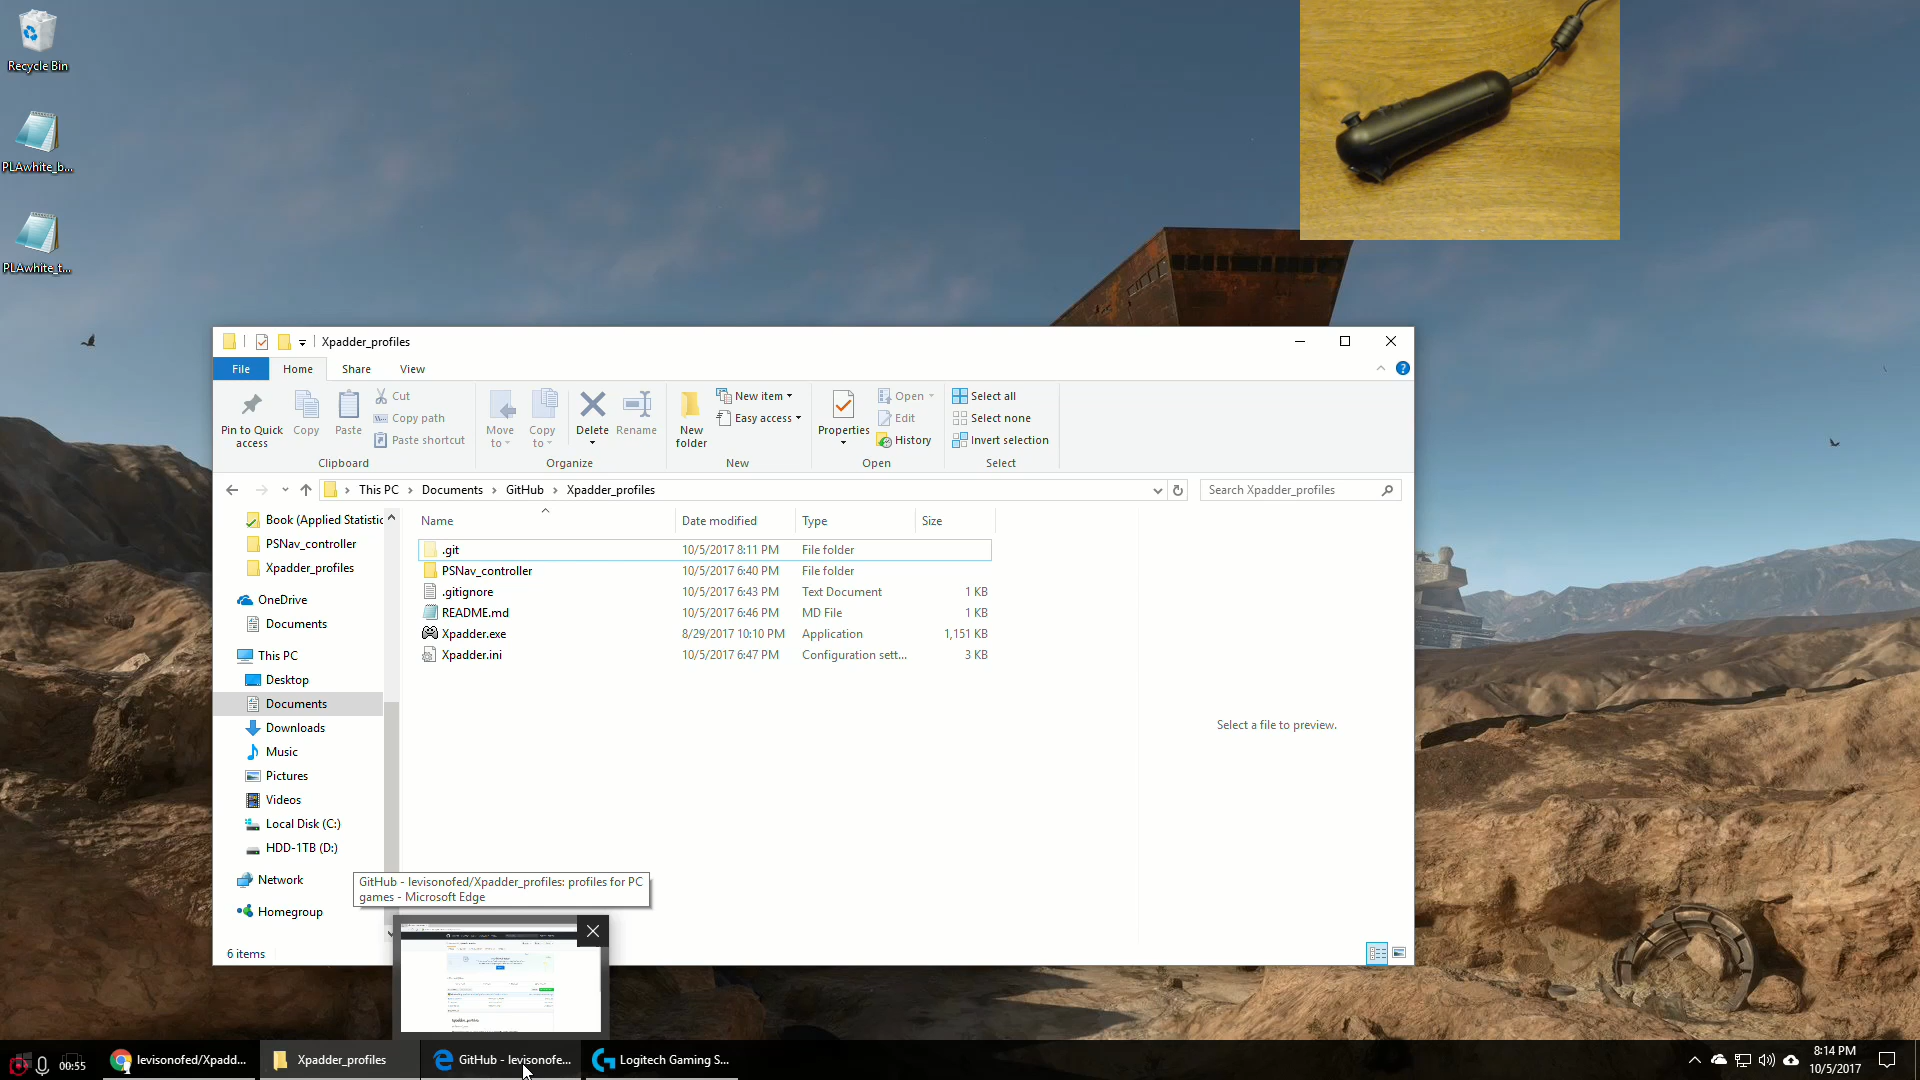 Recycle Bin
PLAwhite_b...
PLAwhite_t...
Xpadder_profiles
File Home Share View
Pin to Quick access
Copy
Paste
Cut
Copy path
Paste shortcut
Clipboard
Move to
Copy to
Delete
Rename
Organize
New folder
New item
Easy access
New
Properties
Open
Edit
History
Open
Select all
Select none
Invert selection
Select
This PC > Documents > GitHub > Xpadder_profiles
Search Xpadder_profiles
Book (Applied Statistic
PSNav_controller
Xpadder_profiles
OneDrive
Documents
This PC
Desktop
Documents
Downloads
Music
Pictures
Videos
Local Disk (C:)
HDD-1TB (D:)
Network
Homegroup
Name Date modified Type Size
.git 10/5/2017 8:11 PM File folder
PSNav_controller 10/5/2017 6:40 PM File folder
.gitignore 10/5/2017 6:43 PM Text Document 1 KB
README.md 10/5/2017 6:46 PM MD File 1 KB
Xpadder.exe 8/29/2017 10:10 PM Application 1,151 KB
Xpadder.ini 10/5/2017 6:47 PM Configuration sett... 3 KB
Select a file to preview.
GitHub - levisonofed/Xpadder_profiles: profiles for PC
games - Microsoft Edge
6 items
00:55
levisonofed/Xpadd...
Xpadder_profiles
GitHub - levisonofe...
Logitech Gaming S...
8:14 PM
10/5/2017